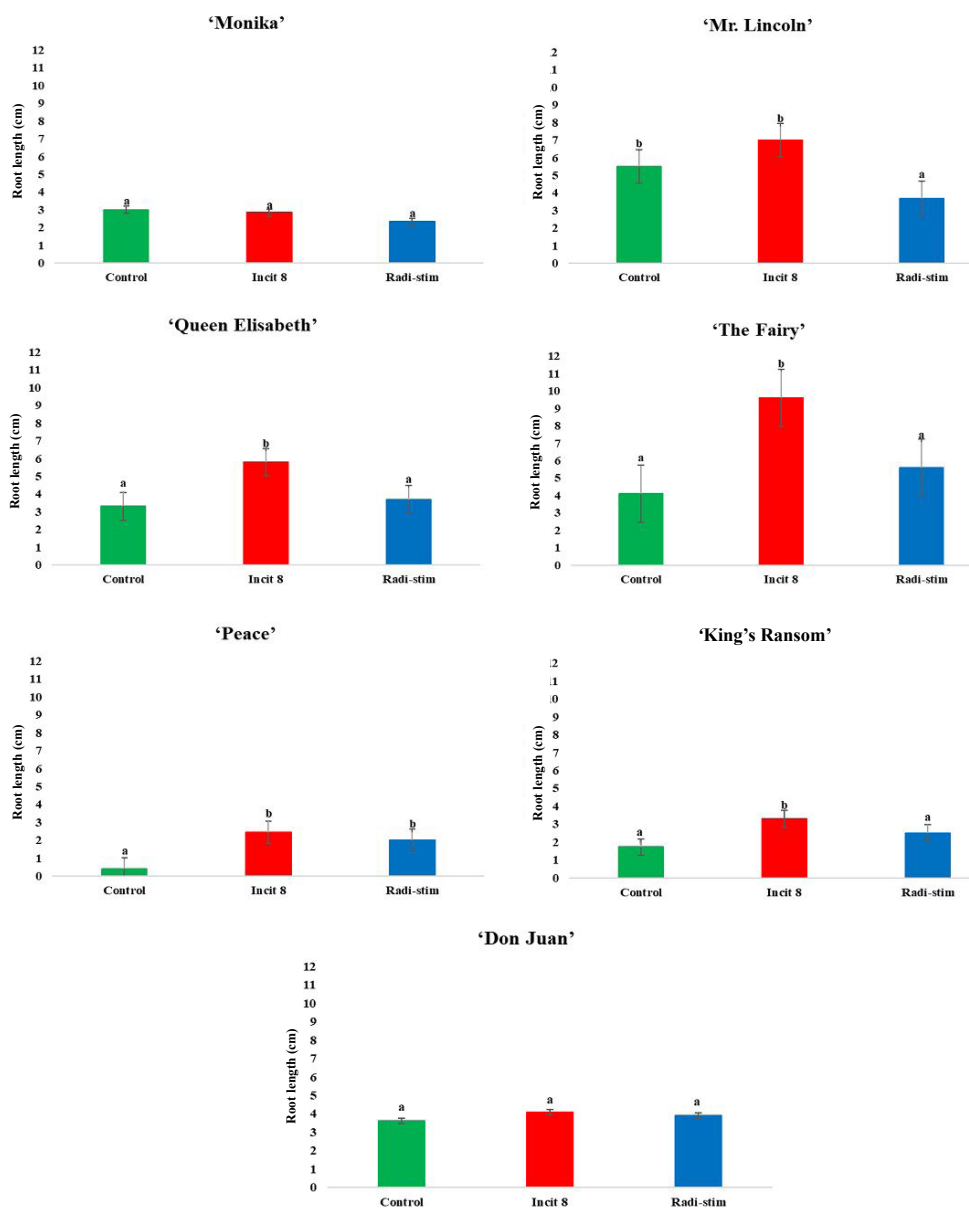 ‘Monika’
12
11
10
9
8
7
6
5
4
3
2
1
0
Root length (cm)
a
a
a
Control
Incit 8
Radi-stim
‘Mr. Lincoln’
12
11
10
9
8
7
6
5
4
3
2
1
0
Root length (cm)
b
b
a
Control
Incit 8
Radi-stim
‘Queen Elisabeth’
12
11
10
9
8
7
6
5
4
3
2
1
0
Root length (cm)
a
b
a
Control
Incit 8
Radi-stim
‘The Fairy’
12
11
10
9
8
7
6
5
4
3
2
1
0
Root length (cm)
a
b
a
Control
Incit 8
Radi-stim
‘Peace’
12
11
10
9
8
7
6
5
4
3
2
1
0
Root length (cm)
a
b
b
Control
Incit 8
Radi-stim
‘King’s Ransom’
12
11
10
9
8
7
6
5
4
3
2
1
0
Root length (cm)
a
b
a
Control
Incit 8
Radi-stim
‘Don Juan’
12
11
10
9
8
7
6
5
4
3
2
1
0
Root length (cm)
a
a
a
Control
Incit 8
Radi-stim